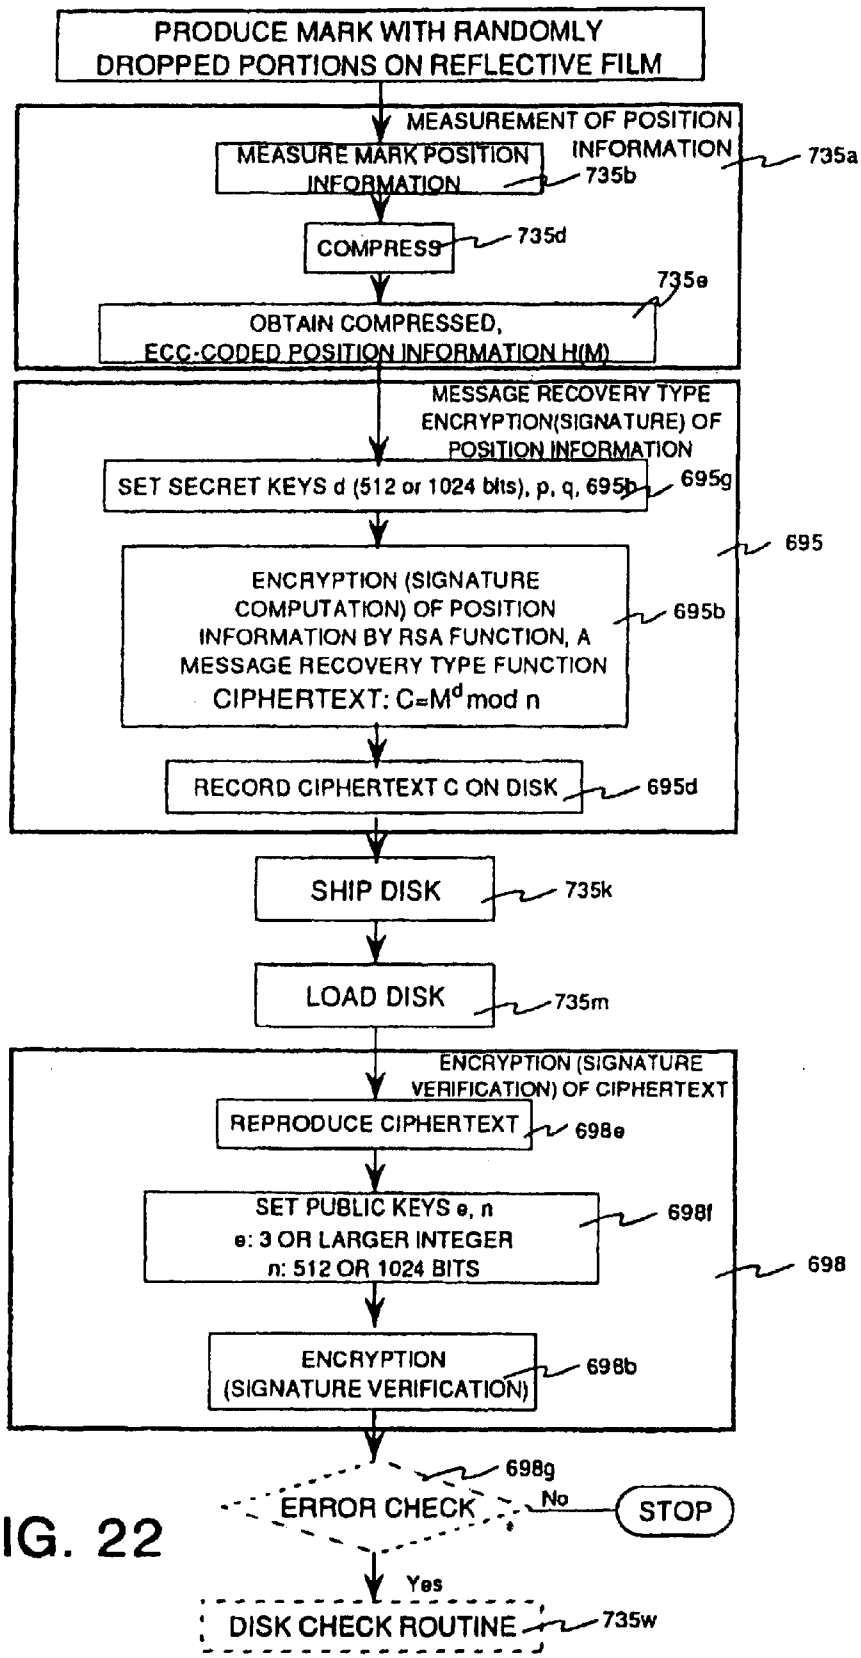 PRODUCE MARK WITH RANDOMLY
DROPPED PORTIONS ON REFLECTIVE FILM
MEASUREMENT OF POSITION
INFORMATION
735a
MEASURE MARK POSITION
INFORMATION
735b
COMPRESS
735d
735e
OBTAIN COMPRESSED,
ECC-CODED POSITION INFORMATION H(M)
MESSAGE RECOVERY TYPE
ENCRYPTION(SIGNATURE) OF
POSITION INFORMATION
SET SECRET KEYS d (512 or 1024 bits), p, q, 695b
695g
695
ENCRYPTION (SIGNATURE
COMPUTATION) OF POSITION
INFORMATION BY RSA FUNCTION, A
MESSAGE RECOVERY TYPE FUNCTION
CIPHERTEXT: C=M^d mod n
695b
RECORD CIPHERTEXT C ON DISK
695d
SHIP DISK
735k
LOAD DISK
735m
ENCRYPTION (SIGNATURE
VERIFICATION) OF CIPHERTEXT
REPRODUCE CIPHERTEXT
698e
SET PUBLIC KEYS e, n
e: 3 OR LARGER INTEGER
n: 512 OR 1024 BITS
698f
698
ENCRYPTION
(SIGNATURE VERIFICATION)
698b
698g
ERROR CHECK
No
STOP
IG. 22
Yes
DISK CHECK ROUTINE
735w